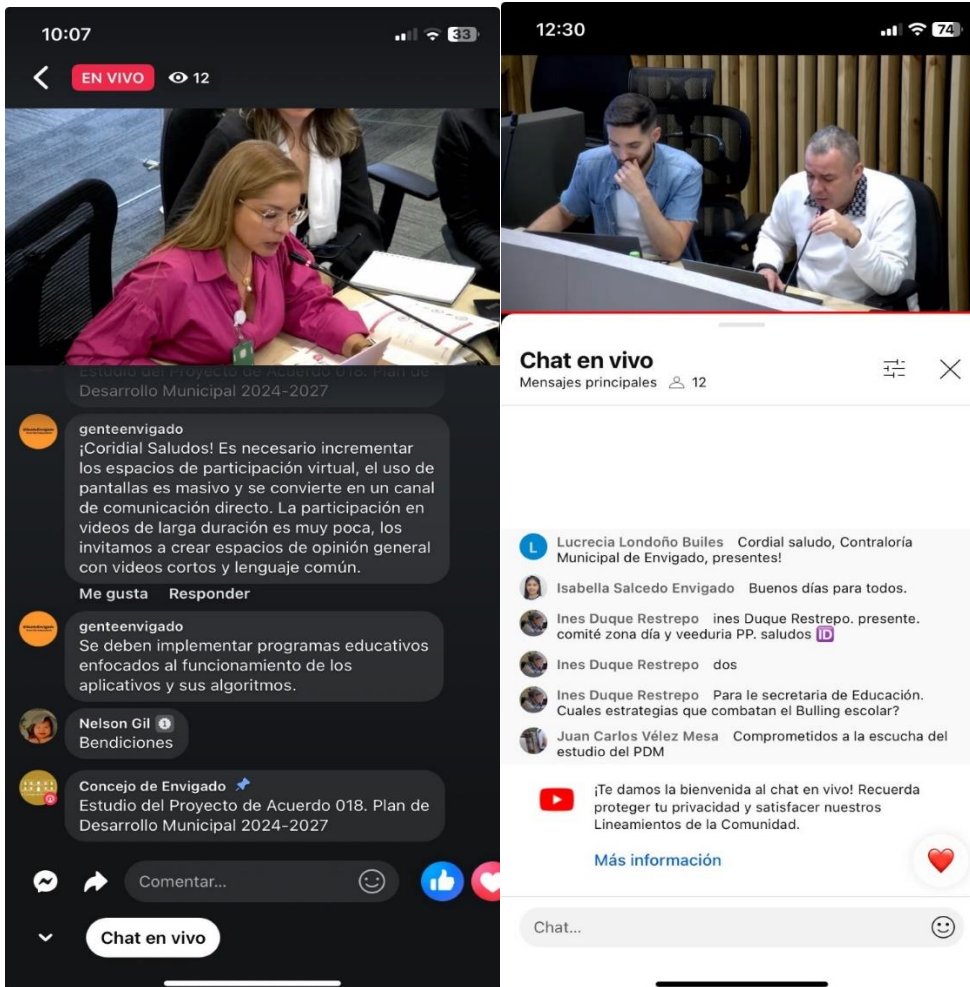 10:07
33
EN VIVO
12
Estudio del Proyecto de Acuerdo 018. Plan de
Desarrollo Municipal 2024-2027
genteenvigado
¡Coridial Saludos! Es necesario incrementar
los espacios de participación virtual, el uso de
pantallas es masivo y se convierte en un canal
de comunicación directo. La participación en
videos de larga duración es muy poca, los
invitamos a crear espacios de opinión general
con videos cortos y lenguaje común.
Me gusta Responder
genteenvigado
Se deben implementar programas educativos
enfocados al funcionamiento de los
aplicativos y sus algoritmos.
Nelson Gil
Bendiciones
Concejo de Envigado
Estudio del Proyecto de Acuerdo 018. Plan de
Desarrollo Municipal 2024-2027
Comentar...
Chat en vivo
12:30
74
Chat en vivo
Mensajes principales 12
L
Lucrecia Londoño Builes Cordial saludo, Contraloría
Municipal de Envigado, presentes!
Isabella Salcedo Envigado Buenos días para todos.
Ines Duque Restrepo ines Duque Restrepo. presente.
comité zona día y veeduria PP. saludos 🆔
Ines Duque Restrepo dos
Ines Duque Restrepo Para le secretaria de Educación.
Cuales estrategias que combatan el Bulling escolar?
Juan Carlos Vélez Mesa Comprometidos a la escucha del
estudio del PDM
¡Te damos la bienvenida al chat en vivo! Recuerda
proteger tu privacidad y satisfacer nuestros
Lineamientos de la Comunidad.
Más información
Chat...